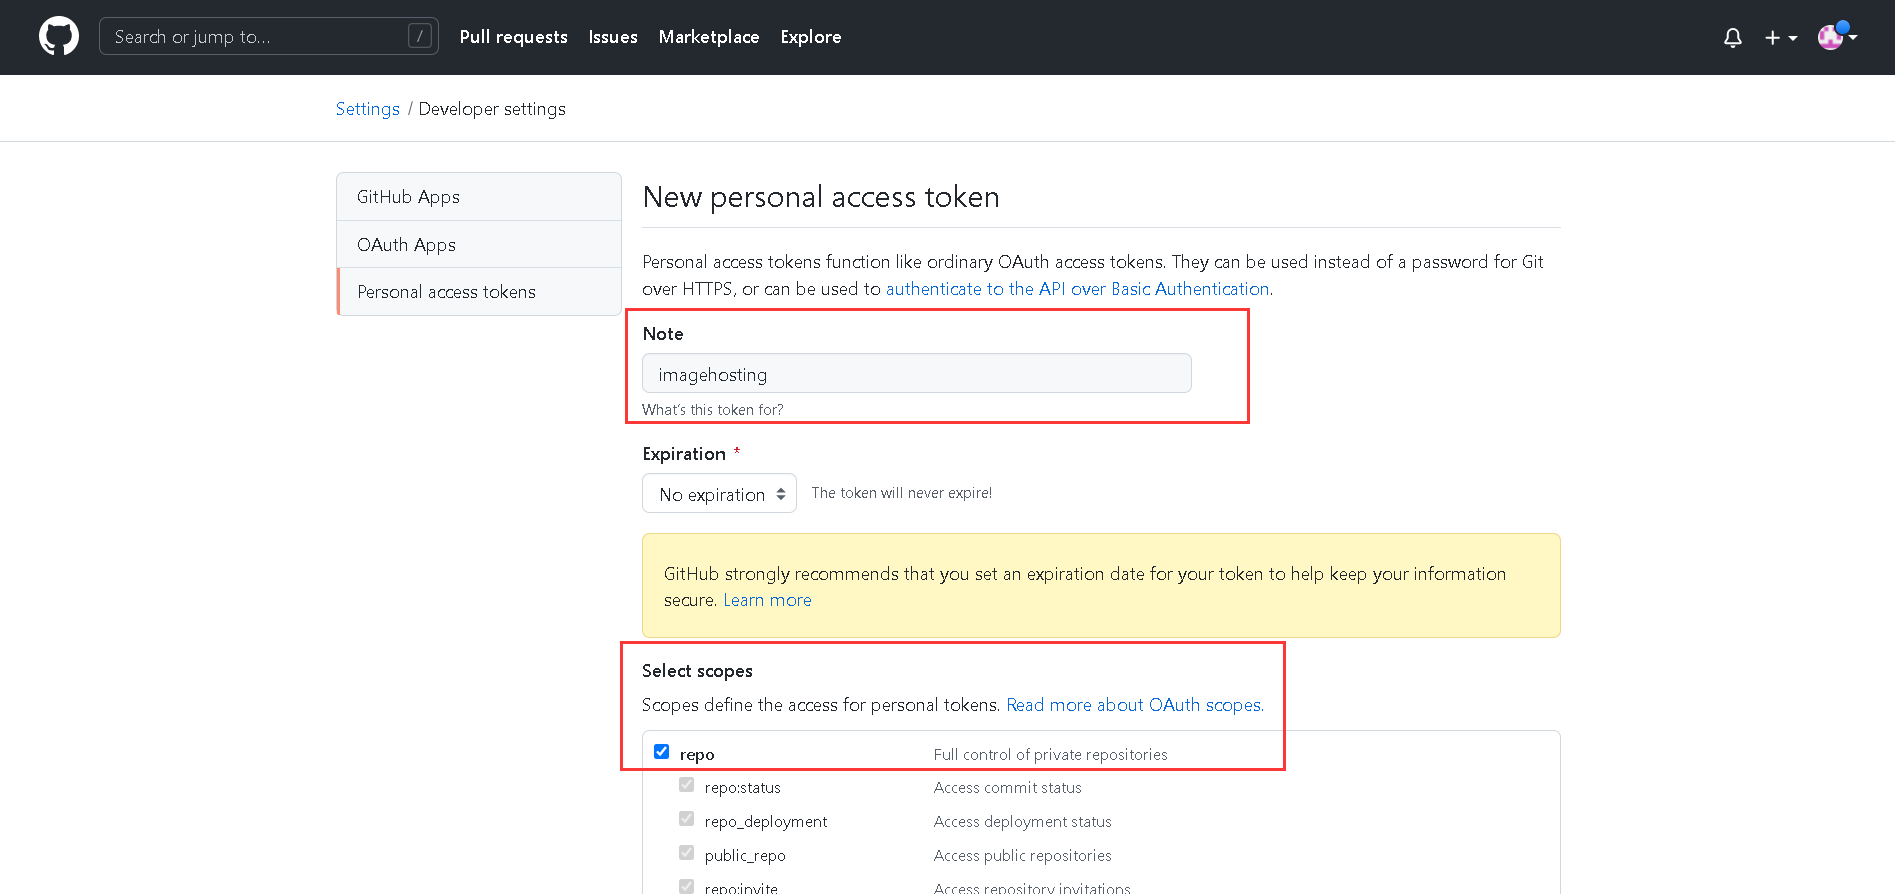 Search or jump to... /
Pull requests Issues Marketplace Explore
Settings / Developer settings
GitHub Apps
OAuth Apps
Personal access tokens
New personal access token
Personal access tokens function like ordinary OAuth access tokens. They can be used instead of a password for Git
over HTTPS, or can be used to authenticate to the API over Basic Authentication.
Note
imagehosting
What's this token for?
Expiration *
No expiration The token will never expire!
GitHub strongly recommends that you set an expiration date for your token to help keep your information
secure. Learn more
Select scopes
Scopes define the access for personal tokens. Read more about OAuth scopes.
repo Full control of private repositories
repo:status Access commit status
repo_deployment Access deployment status
public_repo Access public repositories
repo:invite Access repository invitations